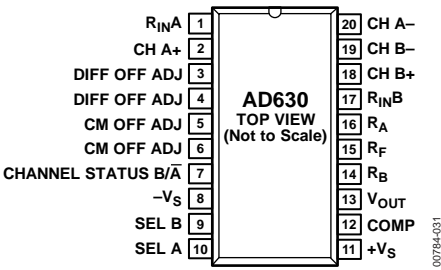 RINA 1
CH A+ 2
DIFF OFF ADJ 3
DIFF OFF ADJ 4
CM OFF ADJ 5
CM OFF ADJ 6
CHANNEL STATUS B/A̅ 7
–VS 8
SEL B 9
SEL A 10
AD630
TOP VIEW
(Not to Scale)
20 CH A–
19 CH B–
18 CH B+
17 RINB
16 RA
15 RF
14 RB
13 VOUT
12 COMP
11 +VS
00784-031